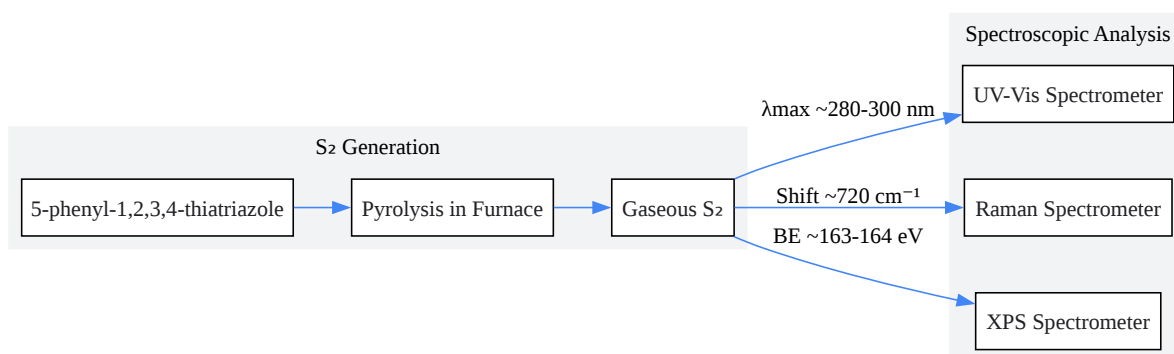 Spectroscopic Analysis
UV-Vis Spectrometer
λmax ~280-300 nm
S₂ Generation
5-phenyl-1,2,3,4-thiatriazole
Pyrolysis in Furnace
Gaseous S₂
Shift ~720 cm⁻¹
Raman Spectrometer
BE ~163-164 eV
XPS Spectrometer